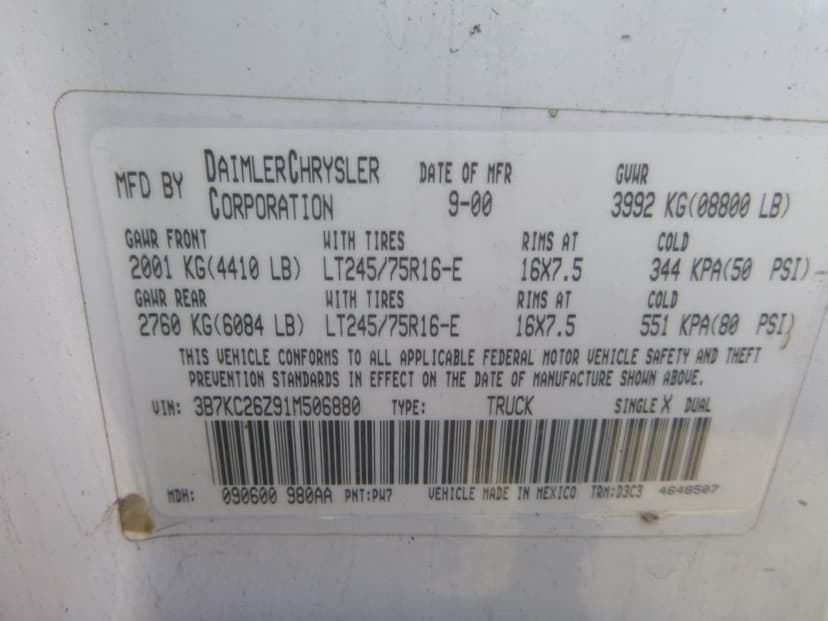 MFD BY DAIMLERCHRYSLER CORPORATION DATE OF MFR 9-00 GVWR 3992 KG(08800 LB)
GAWR FRONT WITH TIRES RIMS AT COLD
2001 KG(4410 LB) LT245/75R16-E 16X7.5 344 KPA(50 PSI)
GAWR REAR WITH TIRES RIMS AT COLD
2760 KG(6084 LB) LT245/75R16-E 16X7.5 551 KPA(80 PSI)
THIS VEHICLE CONFORMS TO ALL APPLICABLE FEDERAL MOTOR VEHICLE SAFETY AND THEFT
PREVENTION STANDARDS IN EFFECT ON THE DATE OF MANUFACTURE SHOWN ABOVE.
VIN: 3B7KC26Z91M506880 TYPE: TRUCK SINGLE X DUAL
MDH: 090600 980AA PNT:PW7 VEHICLE MADE IN MEXICO TRM:D3C3 4648507